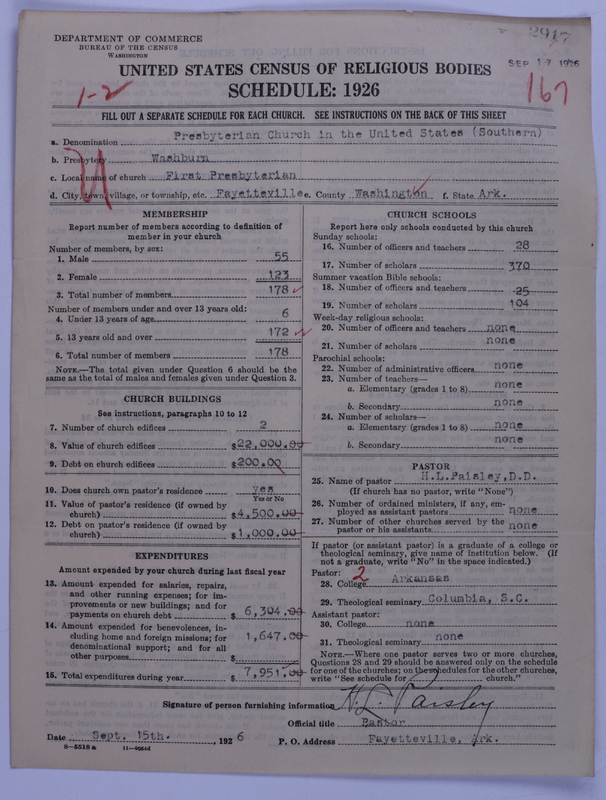 DEPARTMENT OF COMMERCE
BUREAU OF THE CENSUS
WASHINGTON
2917
SEP 17 1926
UNITED STATES CENSUS OF RELIGIOUS BODIES
SCHEDULE: 1926
1-2
167
FILL OUT A SEPARATE SCHEDULE FOR EACH CHURCH. SEE INSTRUCTIONS ON THE BACK OF THIS SHEET
a. Denomination Presbyterian Church in the United States (Southern)
b. Presbytery Washburn
c. Local name of church First Presbyterian
d. City, town, village, or township, etc. Fayetteville e. County Washington f. State Ark.
MEMBERSHIP
Report number of members according to definition of member in your church
Number of members, by sex:
1. Male 55
2. Female 123
3. Total number of members 178
Number of members under and over 13 years old:
4. Under 13 years of age 6
5. 13 years old and over 172
6. Total number of members 178
NOTE.—The total given under Question 6 should be the same as the total of males and females given under Question 3.
CHURCH BUILDINGS
See instructions, paragraphs 10 to 12
7. Number of church edifices 2
8. Value of church edifices $22,000.00
9. Debt on church edifices $200.00
10. Does church own pastor's residence yes
Yes or No
11. Value of pastor's residence (if owned by church) $4,500.00
12. Debt on pastor's residence (if owned by church) $1,000.00
EXPENDITURES
Amount expended by your church during last fiscal year
13. Amount expended for salaries, repairs, and other running expenses; for improvements or new buildings; and for payments on church debt $6,304.00
14. Amount expended for benevolences, including home and foreign missions; for denominational support; and for all other purposes $ 1,647.00
15. Total expenditures during year $ 7,951.00
CHURCH SCHOOLS
Report here only schools conducted by this church
Sunday schools:
16. Number of officers and teachers 28
17. Number of scholars 370
Summer vacation Bible schools:
18. Number of officers and teachers 25
19. Number of scholars 104
Week-day religious schools:
20. Number of officers and teachers none
21. Number of scholars none
Parochial schools:
22. Number of administrative officers none
23. Number of teachers—
a. Elementary (grades 1 to 8) none
b. Secondary none
24. Number of scholars—
a. Elementary (grades 1 to 8) none
b. Secondary none
PASTOR
25. Name of pastor H.L.Paisley,D.D.
(If church has no pastor, write "None")
26. Number of ordained ministers, if any, employed as assistant pastors none
27. Number of other churches served by the pastor or his assistants none
If pastor (or assistant pastor) is a graduate of a college or theological seminary, give name of institution below. (If not a graduate, write "No" in the space indicated.)
Pastor: 2
28. College Arkansas
29. Theological seminary Columbia, S.C.
Assistant pastor:
30. College none
31. Theological seminary none
NOTE.—Where one pastor serves two or more churches, Questions 28 and 29 should be answered only on the schedule for one of the churches; on the schedules for the other churches, write "See schedule for church."
Signature of person furnishing information H.L. Paisley
Official title Pastor
Date Sept. 15th. , 1926 P. O. Address Fayetteville, Ark.
8-5518 a